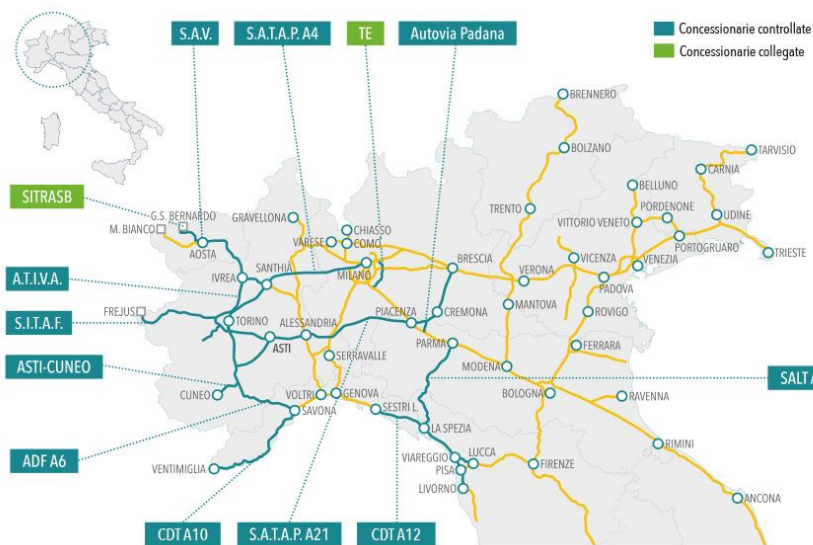 S.A.V.
S.A.T.A.P. A4
TE
Autovia Padana
Concessionarie controllate
Concessionarie collegate
BRENNERO
BOLZANO
TARVISIO
CARNIA
SITRASB
G.S. BERNARDO
GRAVELLONA
CHIASSO
BELLUNO
PORDENONE
M. BIANCO
VARESE
COMO
TRENTO
VITTORIO VENETO
UDINE
AOSTA
BRESCIA
PORTOGRUARO
TRIESTE
A.T.I.V.A.
IVREA
SANTHIÀ
MILANO
VERONA
VICENZA
VENEZIA
PADOVA
S.I.T.A.F.
FREJUS
TORINO
ALESSANDRIA
PIACENZA
CREMONA
MANTOVA
ROVIGO
ASTI
PARMA
FERRARA
ASTI-CUNEO
SERRAVALLE
MODENA
SALT A
CUNEO
VOLTRI
GENOVA
BOLOGNA
RAVENNA
SAVONA
SESTRI L.
LA SPEZIA
RIMINI
ADF A6
VENTIMIGLIA
VIAREGGIO
LUCCA
PISA
FIRENZE
LIVORNO
ANCONA
CDT A10
S.A.T.A.P. A21
CDT A12